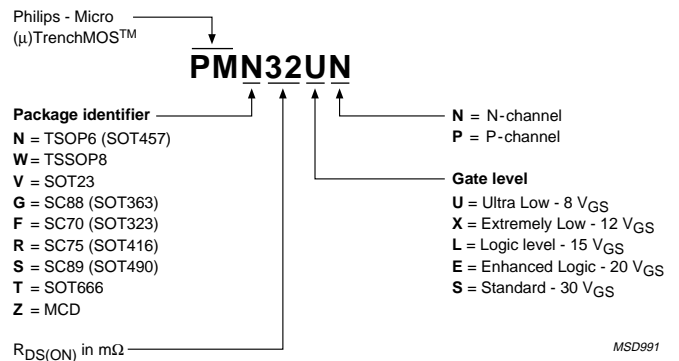 Philips - Micro
(μ)TrenchMOS™
PMN32UN
Package identifier
N = TSOP6 (SOT457)
W = TSSOP8
V = SOT23
G = SC88 (SOT363)
F = SC70 (SOT323)
R = SC75 (SOT416)
S = SC89 (SOT490)
T = SOT666
Z = MCD
RDS(ON) in mΩ
N = N-channel
P = P-channel
Gate level
U = Ultra Low - 8 VGS
X = Extremely Low - 12 VGS
L = Logic level - 15 VGS
E = Enhanced Logic - 20 VGS
S = Standard - 30 VGS
MSD991